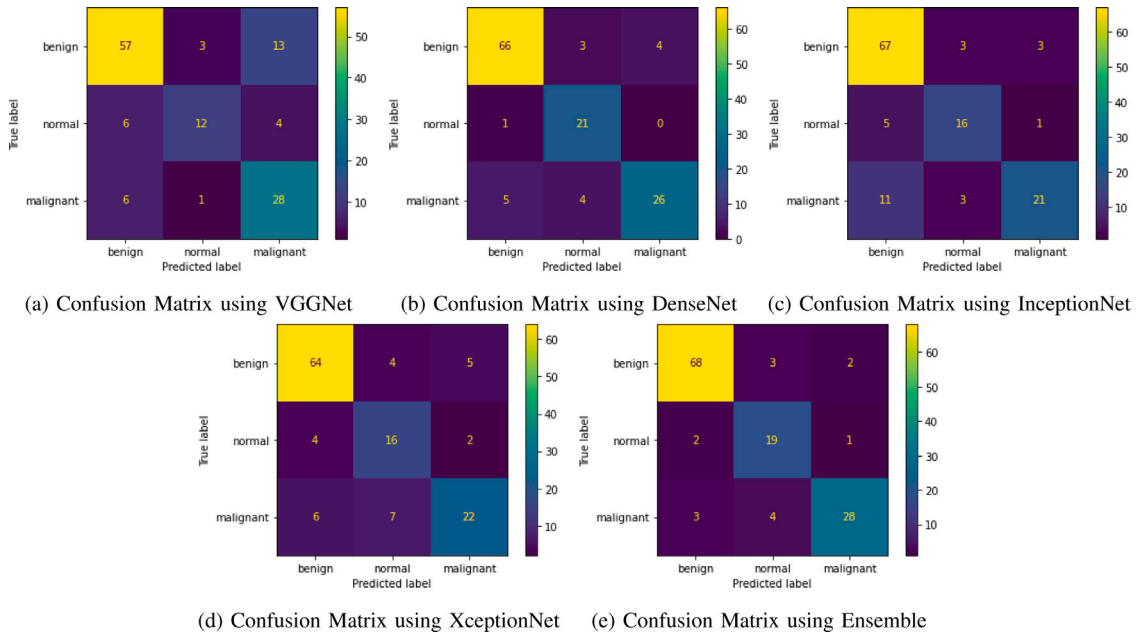 benign 57 3 13
normal 6 12 4
malignant 6 1 28
benign normal malignant
Predicted label
True label
50
40
30
20
10
(a) Confusion Matrix using VGGNet
benign 66 3 4
normal 1 21 0
malignant 5 4 26
benign normal malignant
Predicted label
True label
60
50
40
30
20
10
0
(b) Confusion Matrix using DenseNet
benign 67 3 3
normal 5 16 1
malignant 11 3 21
benign normal malignant
Predicted label
True label
60
50
40
30
20
10
(c) Confusion Matrix using InceptionNet
benign 64 4 5
normal 4 16 2
malignant 6 7 22
benign normal malignant
Predicted label
True label
60
50
40
30
20
10
(d) Confusion Matrix using XceptionNet
benign 68 3 2
normal 2 19 1
malignant 3 4 28
benign normal malignant
Predicted label
True label
60
50
40
30
20
10
(e) Confusion Matrix using Ensemble